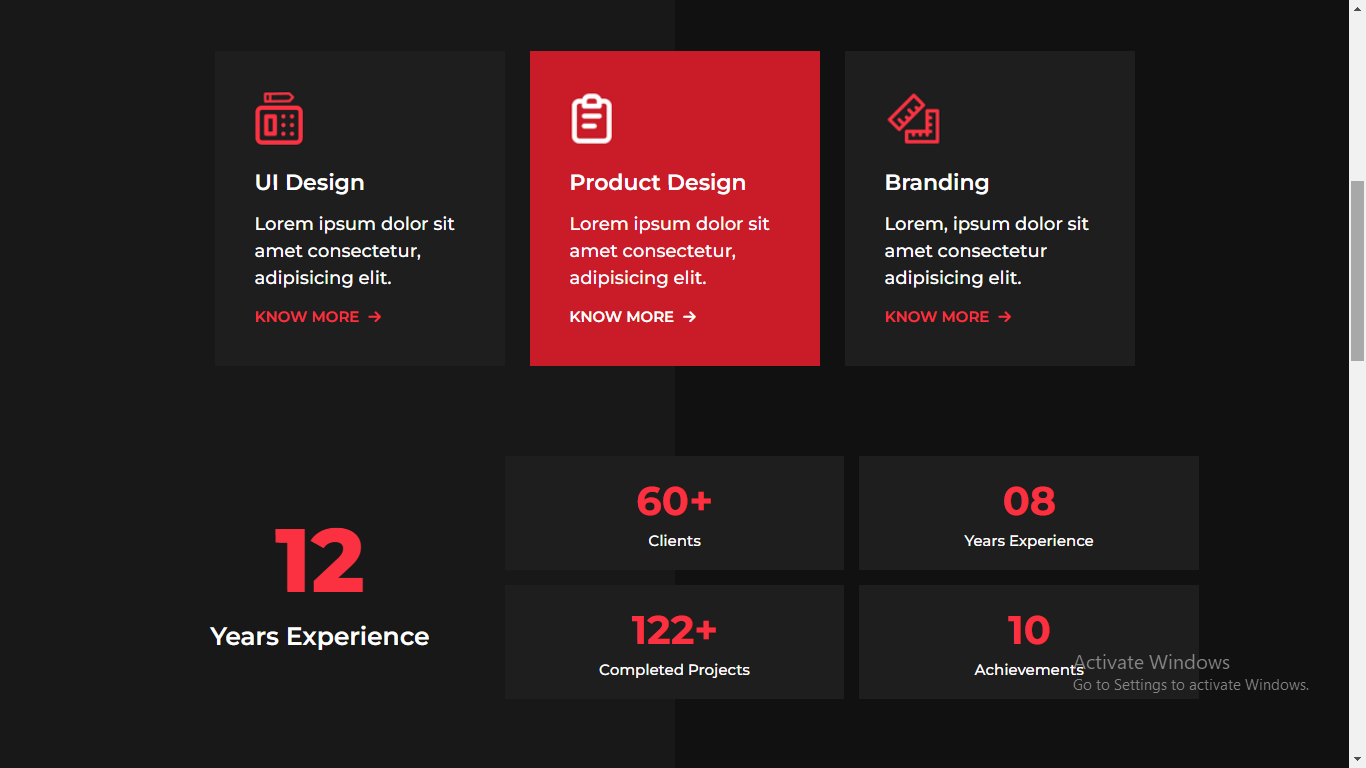 UI Design
Lorem ipsum dolor sit
amet consectetur,
adipisicing elit.
KNOW MORE →
Product Design
Lorem ipsum dolor sit
amet consectetur,
adipisicing elit.
KNOW MORE →
Branding
Lorem, ipsum dolor sit
amet consectetur
adipisicing elit.
KNOW MORE →
12
Years Experience
60+
Clients
08
Years Experience
122+
Completed Projects
10
Achievements
Activate Windows
Go to Settings to activate Windows.